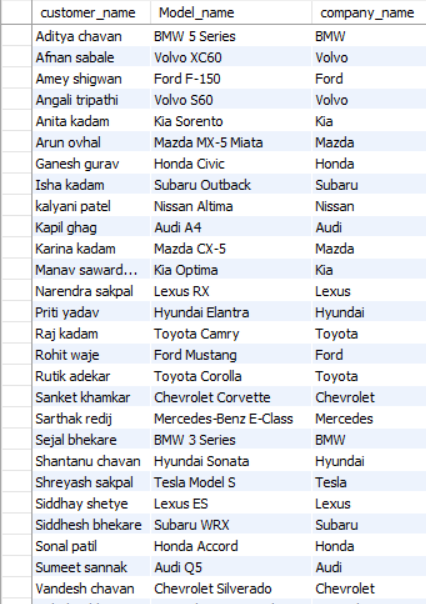 customer_name Model_name company_name
Aditya chavan BMW 5 Series BMW
Afnan sabale Volvo XC60 Volvo
Amey shigwan Ford F-150 Ford
Angali tripathi Volvo S60 Volvo
Anita kadam Kia Sorento Kia
Arun ovhal Mazda MX-5 Miata Mazda
Ganesh gurav Honda Civic Honda
Isha kadam Subaru Outback Subaru
kalyani patel Nissan Altima Nissan
Kapil ghag Audi A4 Audi
Karina kadam Mazda CX-5 Mazda
Manav saward... Kia Optima Kia
Narendra sakpal Lexus RX Lexus
Priti yadav Hyundai Elantra Hyundai
Raj kadam Toyota Camry Toyota
Rohit waje Ford Mustang Ford
Rutik adekar Toyota Corolla Toyota
Sanket khamkar Chevrolet Corvette Chevrolet
Sarthak redij Mercedes-Benz E-Class Mercedes
Sejal bhekare BMW 3 Series BMW
Shantanu chavan Hyundai Sonata Hyundai
Shreyash sakpal Tesla Model S Tesla
Siddhay shetye Lexus ES Lexus
Siddhesh bhekare Subaru WRX Subaru
Sonal patil Honda Accord Honda
Sumeet sannak Audi Q5 Audi
Vandesh chavan Chevrolet Silverado Chevrolet